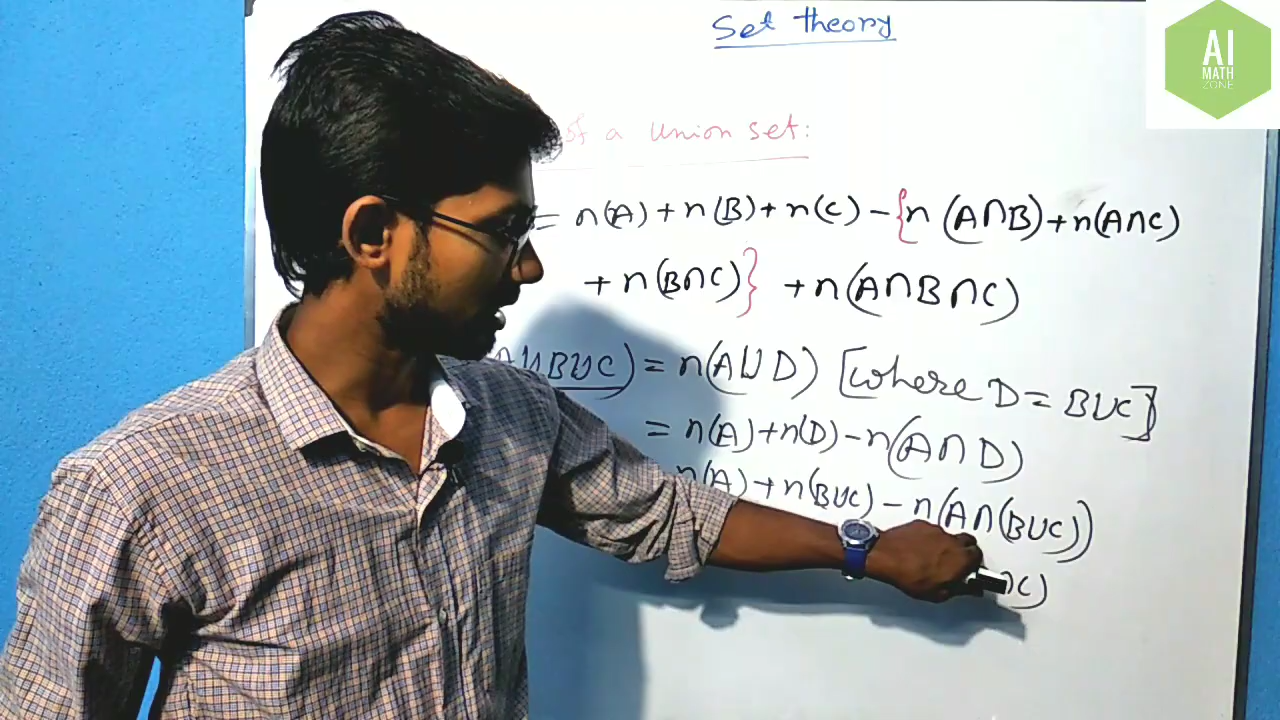 Set theory
AI
MATH
ZONE
of a union set:
= n(A) + n(B) + n(C) - {n (A∩B) + n(A∩C)
+ n(B∩C)} + n(A∩B∩C)
A∪B∪C) = n(A∪D) [where D = B∪C]
= n(A) + n(D) - n(A∩D)
n(A) + n(B∪C) - n(A∩(B∪C))
∩C)